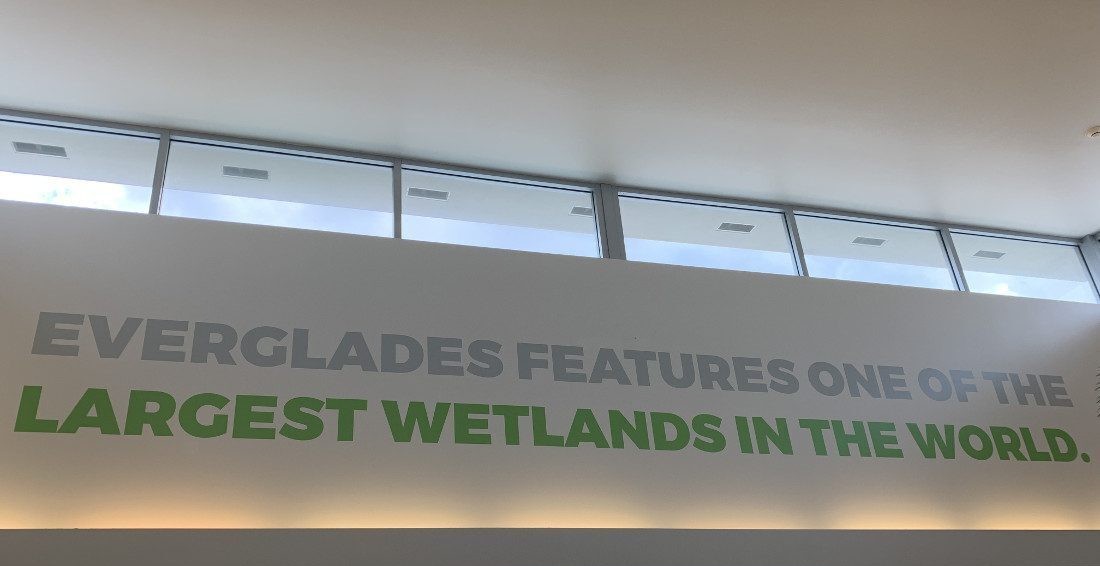 EVERGLADES FEATURES ONE OF THE
LARGEST WETLANDS IN THE WORLD.